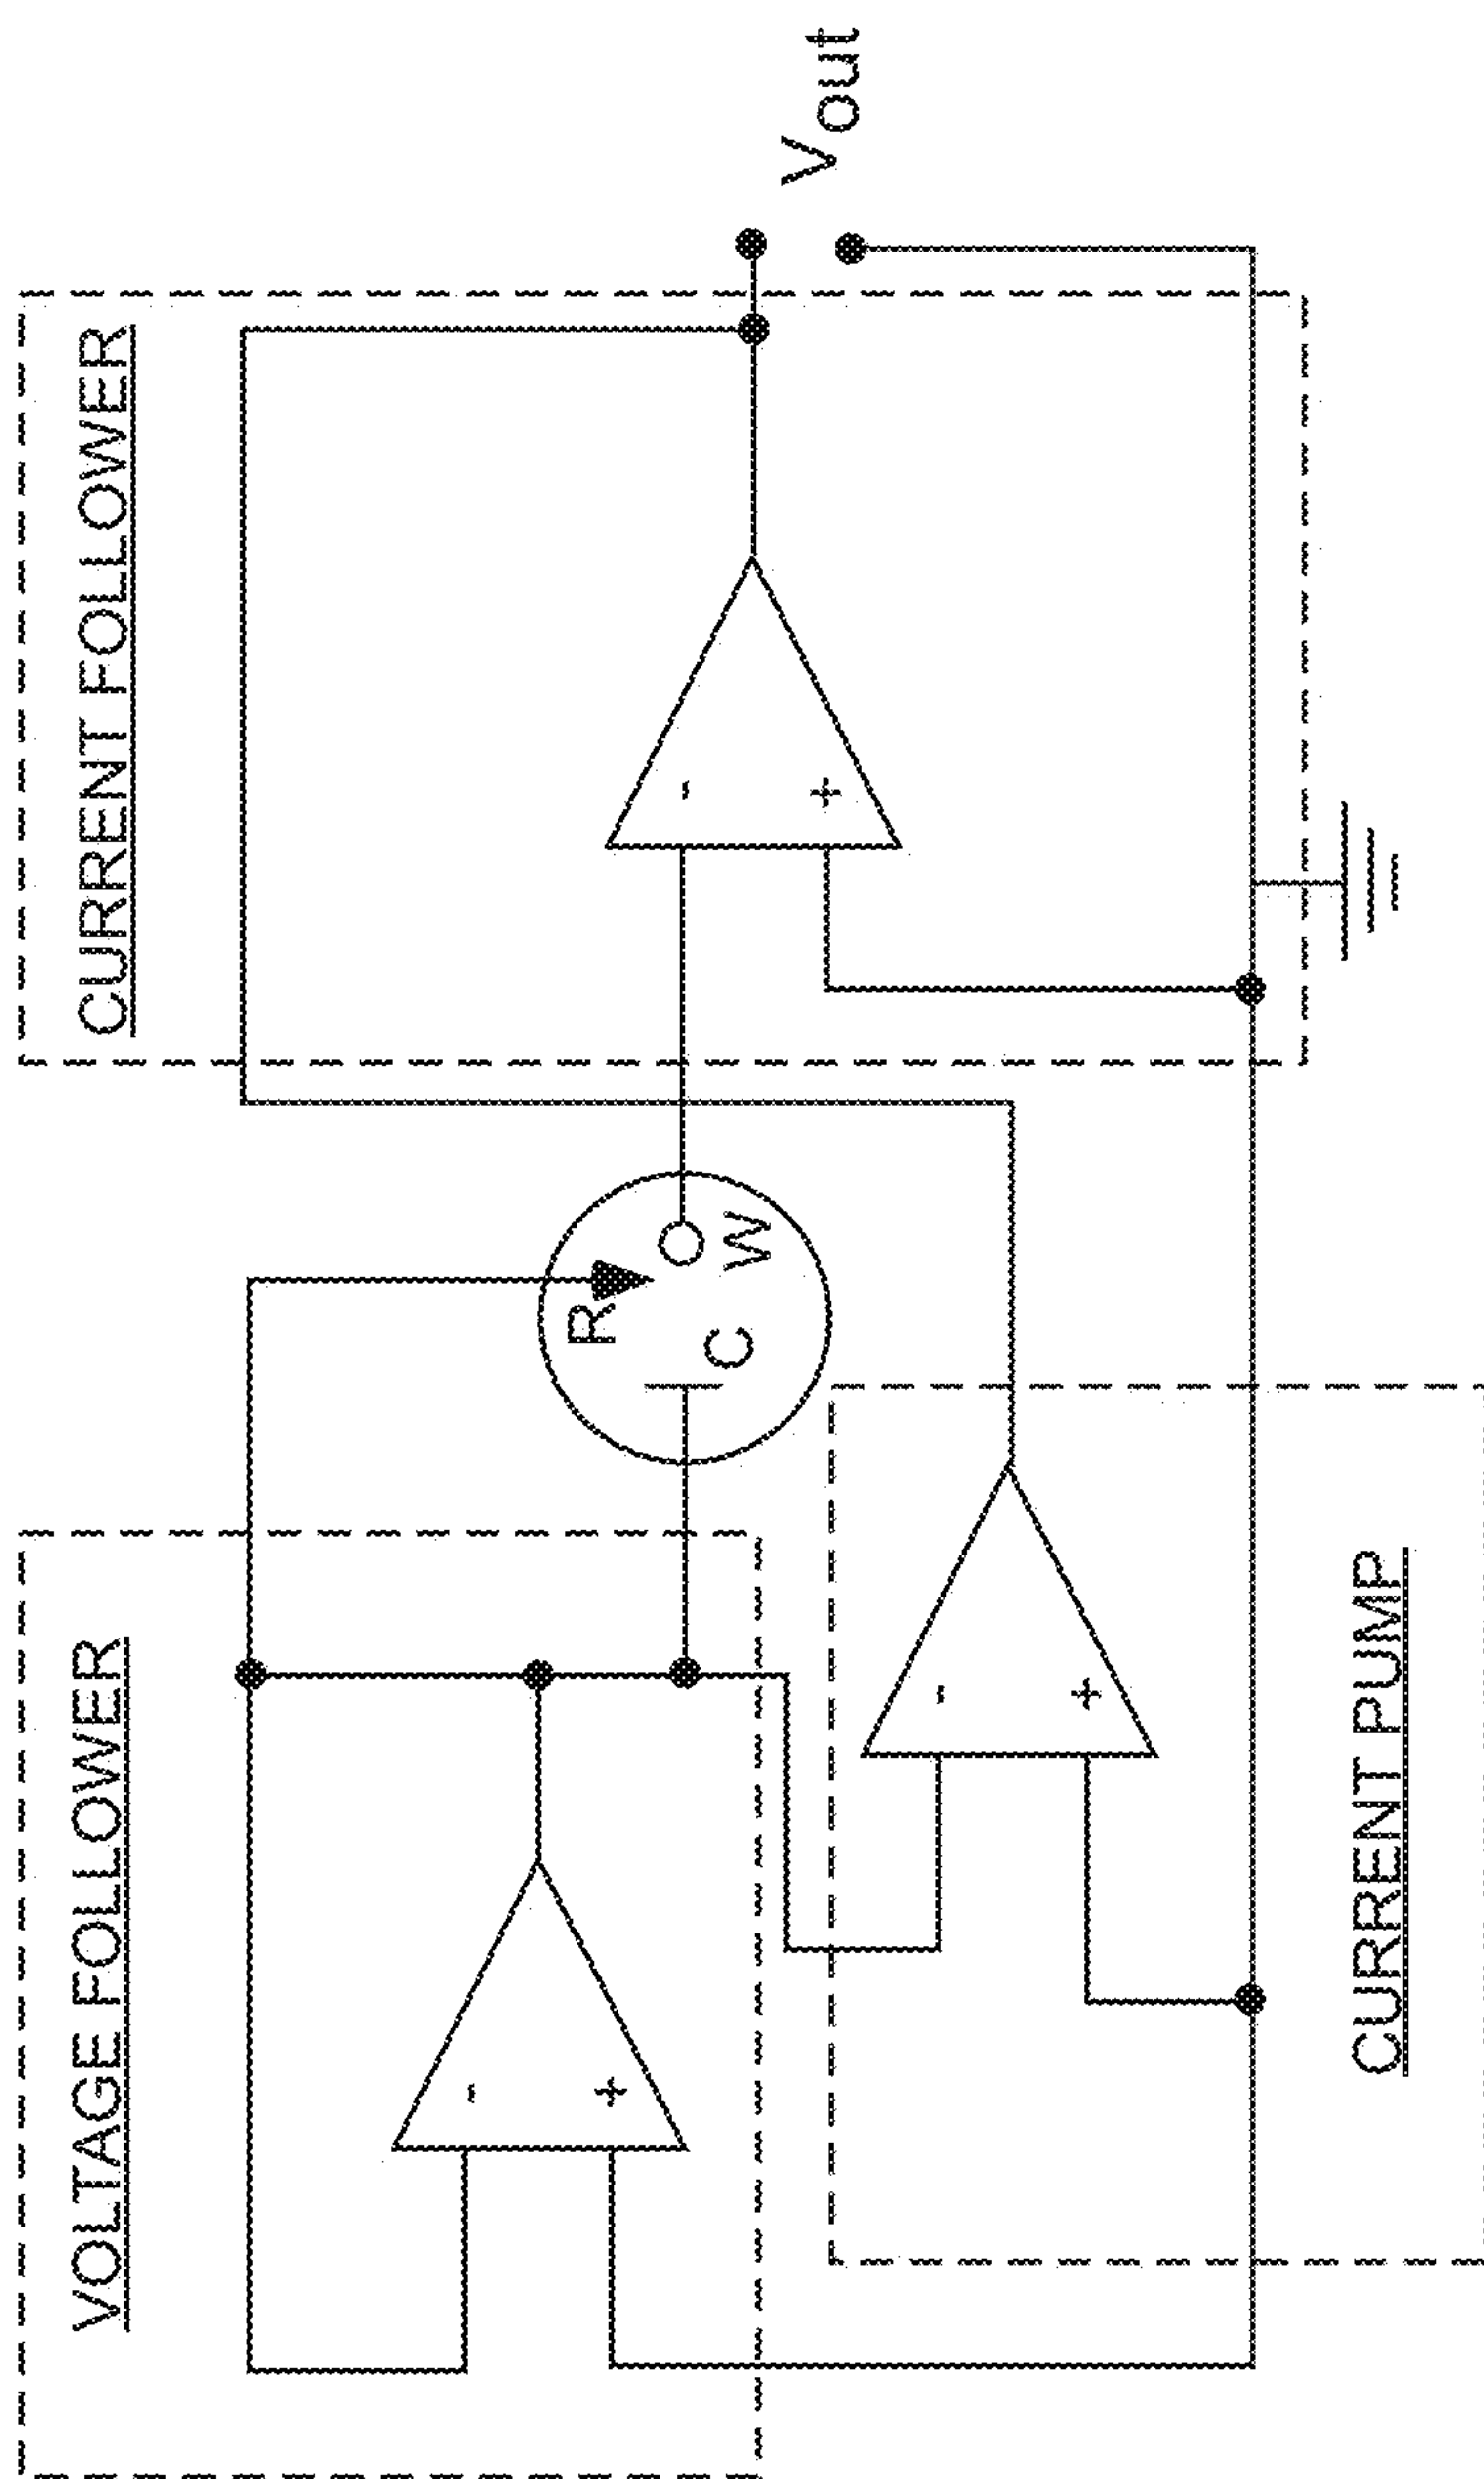 VOLTAGE FOLLOWER
CURRENT FOLLOWER
-
+
R
C
W
-
+
Vout
-
+
CURRENT PUMP